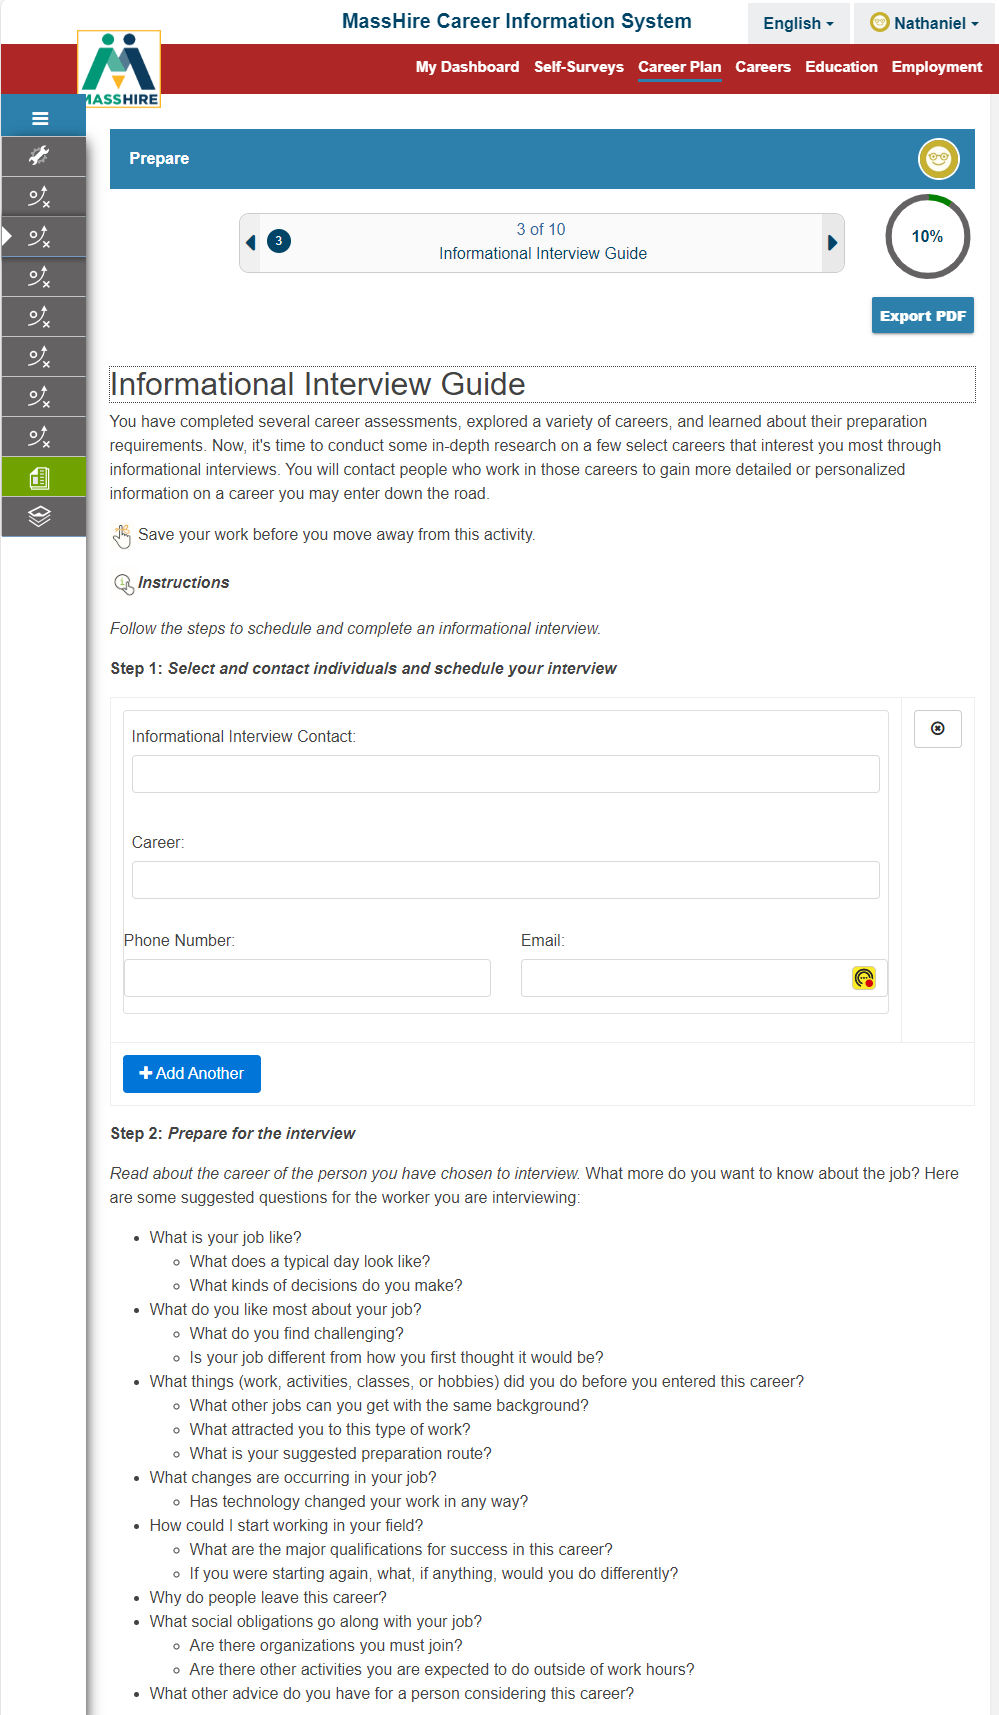 MassHire Career Information System
English
Nathaniel
MASSHIRE
My Dashboard Self-Surveys Career Plan Careers Education Employment
Prepare
3
3 of 10
Informational Interview Guide
10%
Export PDF
Informational Interview Guide
You have completed several career assessments, explored a variety of careers, and learned about their preparation
requirements. Now, it's time to conduct some in-depth research on a few select careers that interest you most through
informational interviews. You will contact people who work in those careers to gain more detailed or personalized
information on a career you may enter down the road.
Save your work before you move away from this activity.
Instructions
Follow the steps to schedule and complete an informational interview.
Step 1: Select and contact individuals and schedule your interview
Informational Interview Contact:
Career:
Phone Number:
Email:
Add Another
Step 2: Prepare for the interview
Read about the career of the person you have chosen to interview. What more do you want to know about the job? Here
are some suggested questions for the worker you are interviewing:
What is your job like?
What does a typical day look like?
What kinds of decisions do you make?
What do you like most about your job?
What do you find challenging?
Is your job different from how you first thought it would be?
What things (work, activities, classes, or hobbies) did you do before you entered this career?
What other jobs can you get with the same background?
What attracted you to this type of work?
What is your suggested preparation route?
What changes are occurring in your job?
Has technology changed your work in any way?
How could I start working in your field?
What are the major qualifications for success in this career?
If you were starting again, what, if anything, would you do differently?
Why do people leave this career?
What social obligations go along with your job?
Are there organizations you must join?
Are there other activities you are expected to do outside of work hours?
What other advice do you have for a person considering this career?